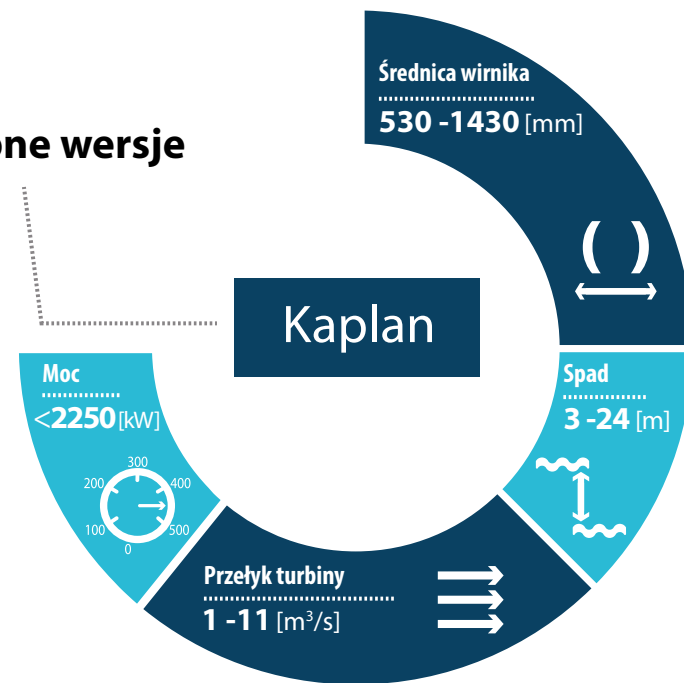 Średnica wirnika
530 -1430 [mm]
wersje
Kaplan
Moc
<2250 [kW]
Spad
3 -24 [m]
300
200
400
100
500
0
Przełyk turbiny
1 -11 [m³/s]